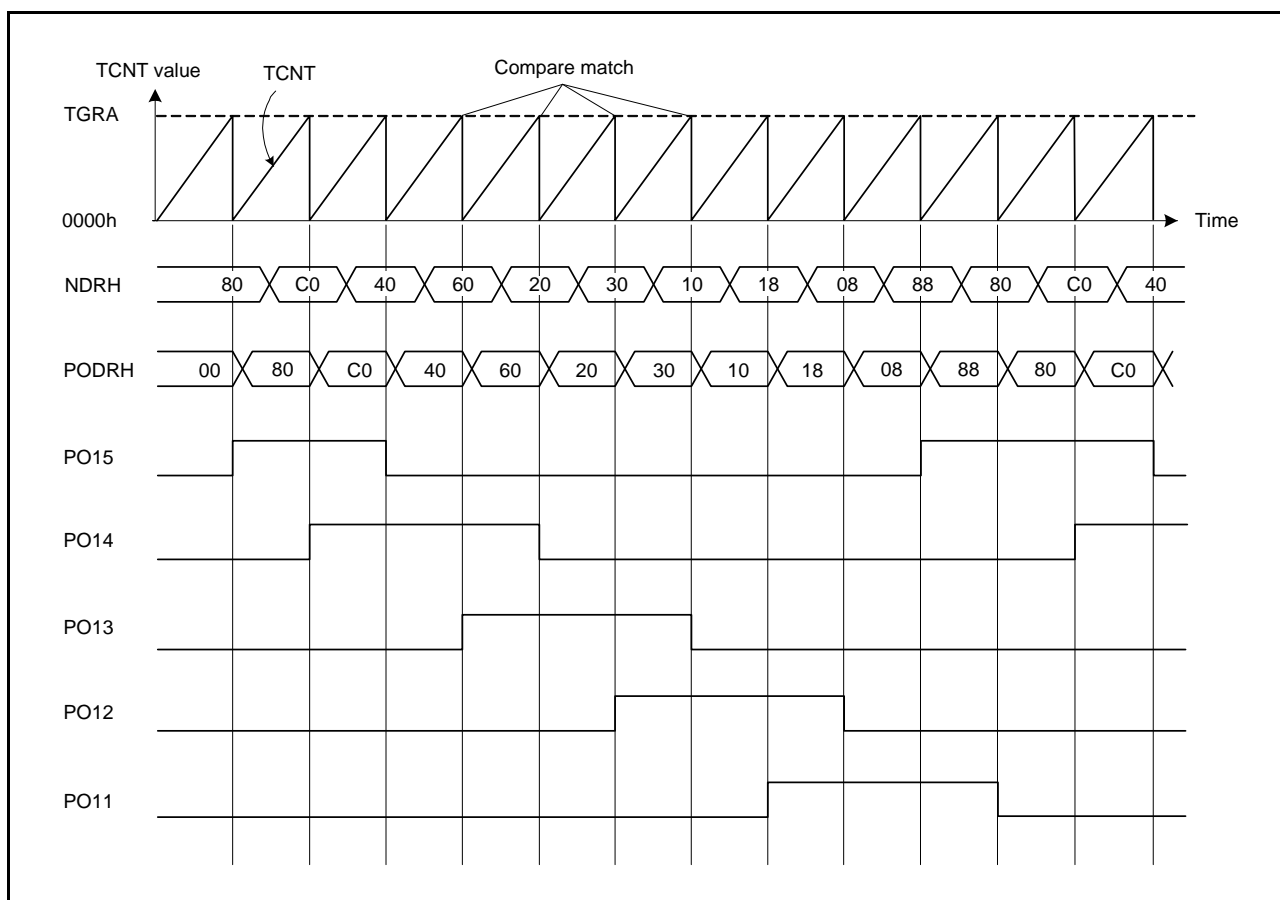 TCNT value TCNT Compare match
TGRA
0000h Time
NDRH 80 C0 40 60 20 30 10 18 08 88 80 C0 40
PODRH 00 80 C0 40 60 20 30 10 18 08 88 80 C0
PO15
PO14
PO13
PO12
PO11